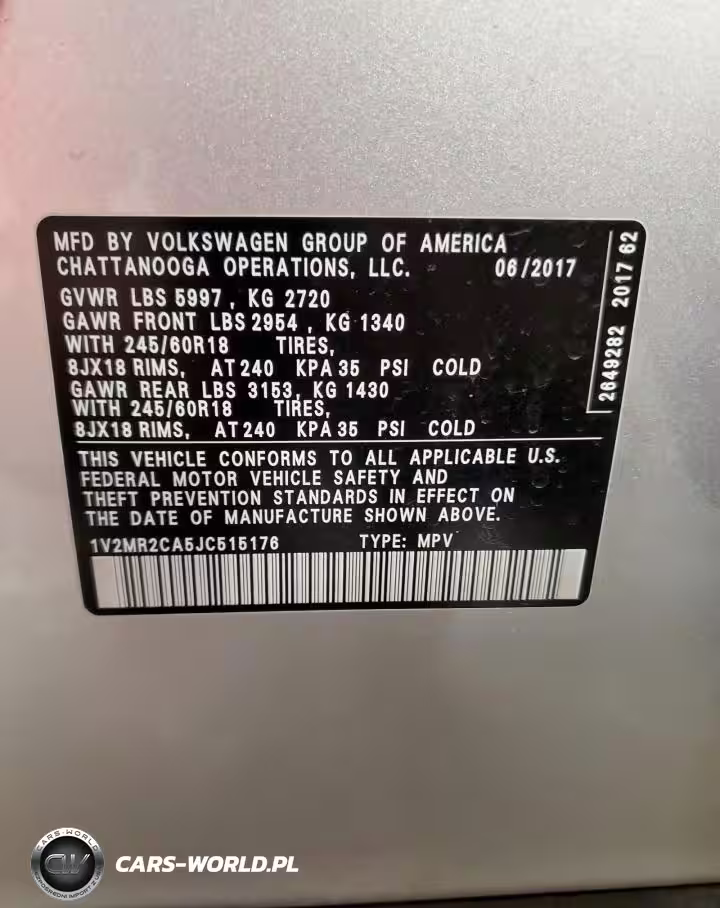 MFD BY VOLKSWAGEN GROUP OF AMERICA
CHATTANOOGA OPERATIONS, LLC. 06/2017
GVWR LBS 5997, KG 2720
GAWR FRONT LBS 2954, KG 1340
WITH 245/60R18 TIRES,
8JX18 RIMS, AT 240 KPA 35 PSI COLD
GAWR REAR LBS 3153, KG 1430
WITH 245/60R18 TIRES,
8JX18 RIMS, AT 240 KPA 35 PSI COLD
THIS VEHICLE CONFORMS TO ALL APPLICABLE U.S.
FEDERAL MOTOR VEHICLE SAFETY AND
THEFT PREVENTION STANDARDS IN EFFECT ON
THE DATE OF MANUFACTURE SHOWN ABOVE.
1V2MR2CA5JC515176 TYPE: MPV
2649282 2017 62
CARS-WORLD
CW
CARS-WORLD.PL